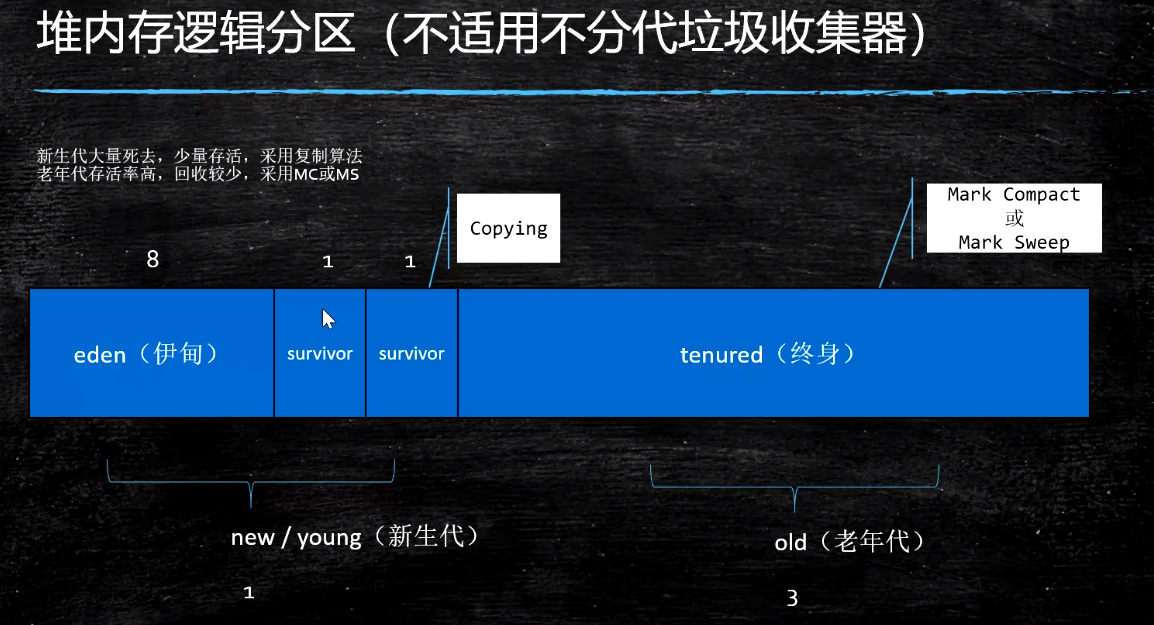 堆内存逻辑分区（不适用不分代垃圾收集器）
新生代大量死去，少量存活，采用复制算法
老年代存活率高，回收较少，采用MC或MS
Copying
Mark Compact
或
Mark Sweep
8
1
1
eden（伊甸）
survivor
survivor
tenured（终身）
new / young（新生代）
old（老年代）
1
3